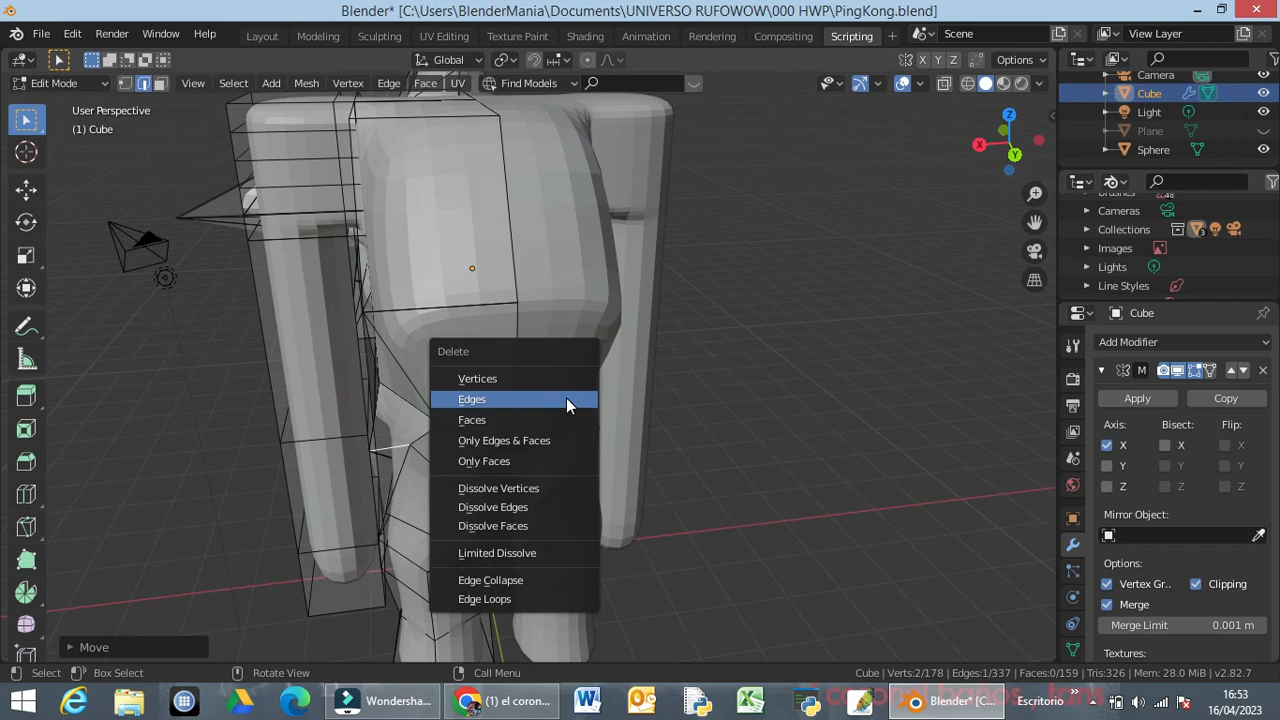 Blender* [C:\Users\BlenderMania\Documents\UNIVERSO RUFOWOW\000 HWP\PingKong.blend]
File Edit Render Window Help Layout Modeling Sculpting UV Editing Texture Paint Shading Animation Rendering Compositing Scripting + Scene View Layer
Global X Y Z Options
Edit Mode View Select Add Mesh Vertex Edge Face UV Find Models
User Perspective
(1) Cube
Z
X
Y
Camera
Cube
Light
Plane
Sphere
Brushes
Cameras
Collections
Images
Lights
Line Styles
Cube
Add Modifier
M
Apply Copy
Axis: Bisect: Flip:
X X X
Y Y Y
Z Z Z
Mirror Object:
Options:
Vertex Gr... Clipping
Merge
Merge Limit 0.001 m
Textures:
Delete
Vertices
Edges
Faces
Only Edges & Faces
Only Faces
Dissolve Vertices
Dissolve Edges
Dissolve Faces
Limited Dissolve
Edge Collapse
Edge Loops
Move
Select Box Select Rotate View Call Menu Cube | Verts:2/178 | Edges:1/337 | Faces:0/159 | Tris:326 | Mem: 28.0 MiB | v2.82.7
Wondersha... (1) el coron... Blender* [C... Escritorio
16:53
16/04/2023